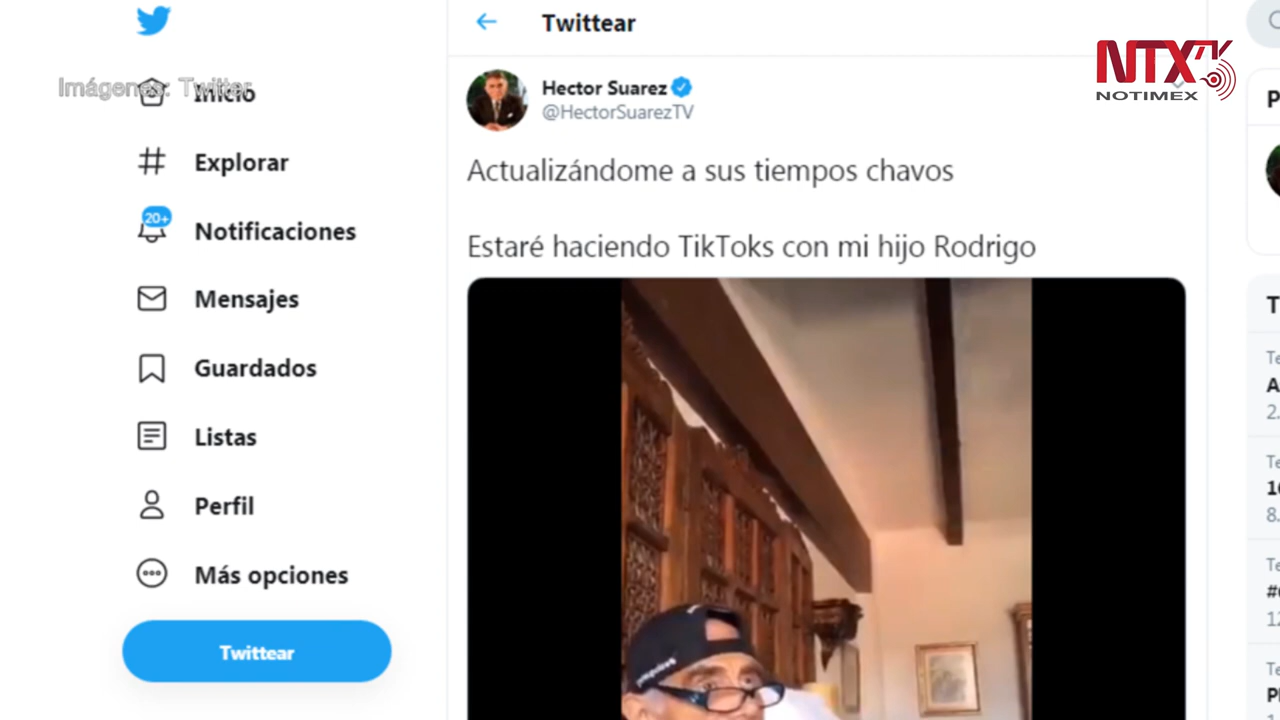 Twittear
NTX TV
NOTIMEX
Imágenes: Twitter
Inicio
Explorar
20+
Notificaciones
Mensajes
Guardados
Listas
Perfil
Más opciones
Twittear
Hector Suarez
@HectorSuarezTV
Actualizándome a sus tiempos chavos
Estaré haciendo TikToks con mi hijo Rodrigo